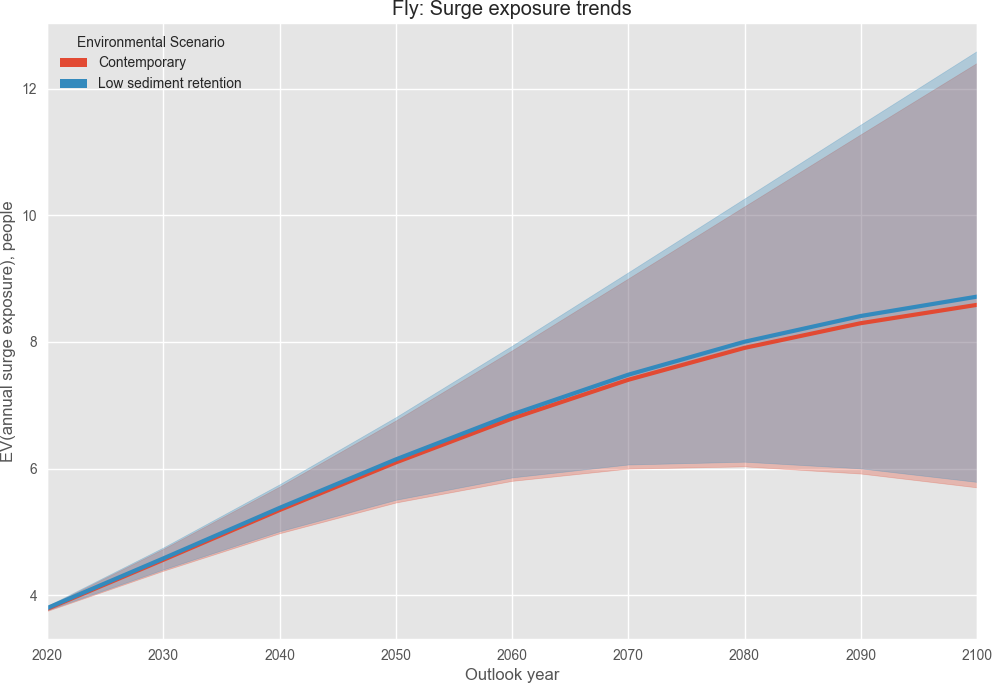 Fly: Surge exposure trends
Environmental Scenario
Contemporary
Low sediment retention
EV(annual surge exposure), people
12
10
8
6
4
2020 2030 2040 2050 2060 2070 2080 2090 2100
Outlook year